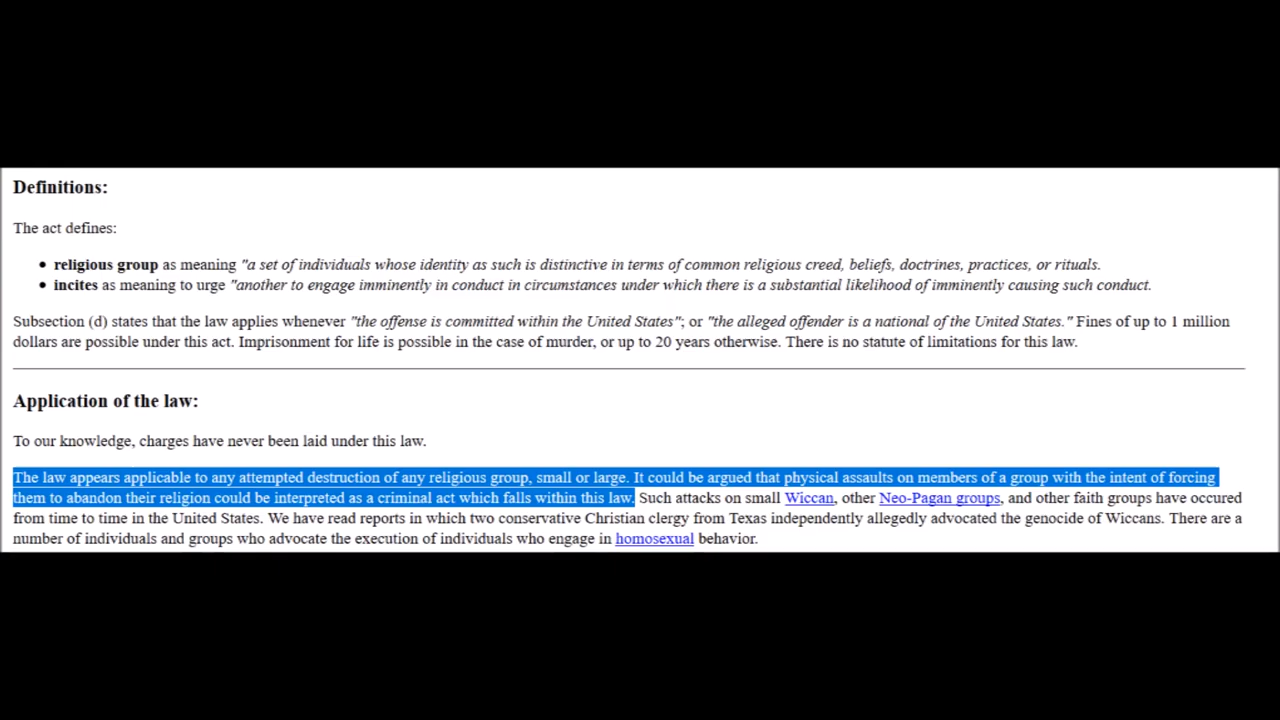 Definitions:
The act defines:
• religious group as meaning "a set of individuals whose identity as such is distinctive in terms of common religious creed, beliefs, doctrines, practices, or rituals.
• incites as meaning to urge "another to engage imminently in conduct in circumstances under which there is a substantial likelihood of imminently causing such conduct.
Subsection (d) states that the law applies whenever "the offense is committed within the United States"; or "the alleged offender is a national of the United States." Fines of up to 1 million
dollars are possible under this act. Imprisonment for life is possible in the case of murder, or up to 20 years otherwise. There is no statute of limitations for this law.
Application of the law:
To our knowledge, charges have never been laid under this law.
The law appears applicable to any attempted destruction of any religious group, small or large. It could be argued that physical assaults on members of a group with the intent of forcing
them to abandon their religion could be interpreted as a criminal act which falls within this law. Such attacks on small Wiccan, other Neo-Pagan groups, and other faith groups have occured
from time to time in the United States. We have read reports in which two conservative Christian clergy from Texas independently allegedly advocated the genocide of Wiccans. There are a
number of individuals and groups who advocate the execution of individuals who engage in homosexual behavior.